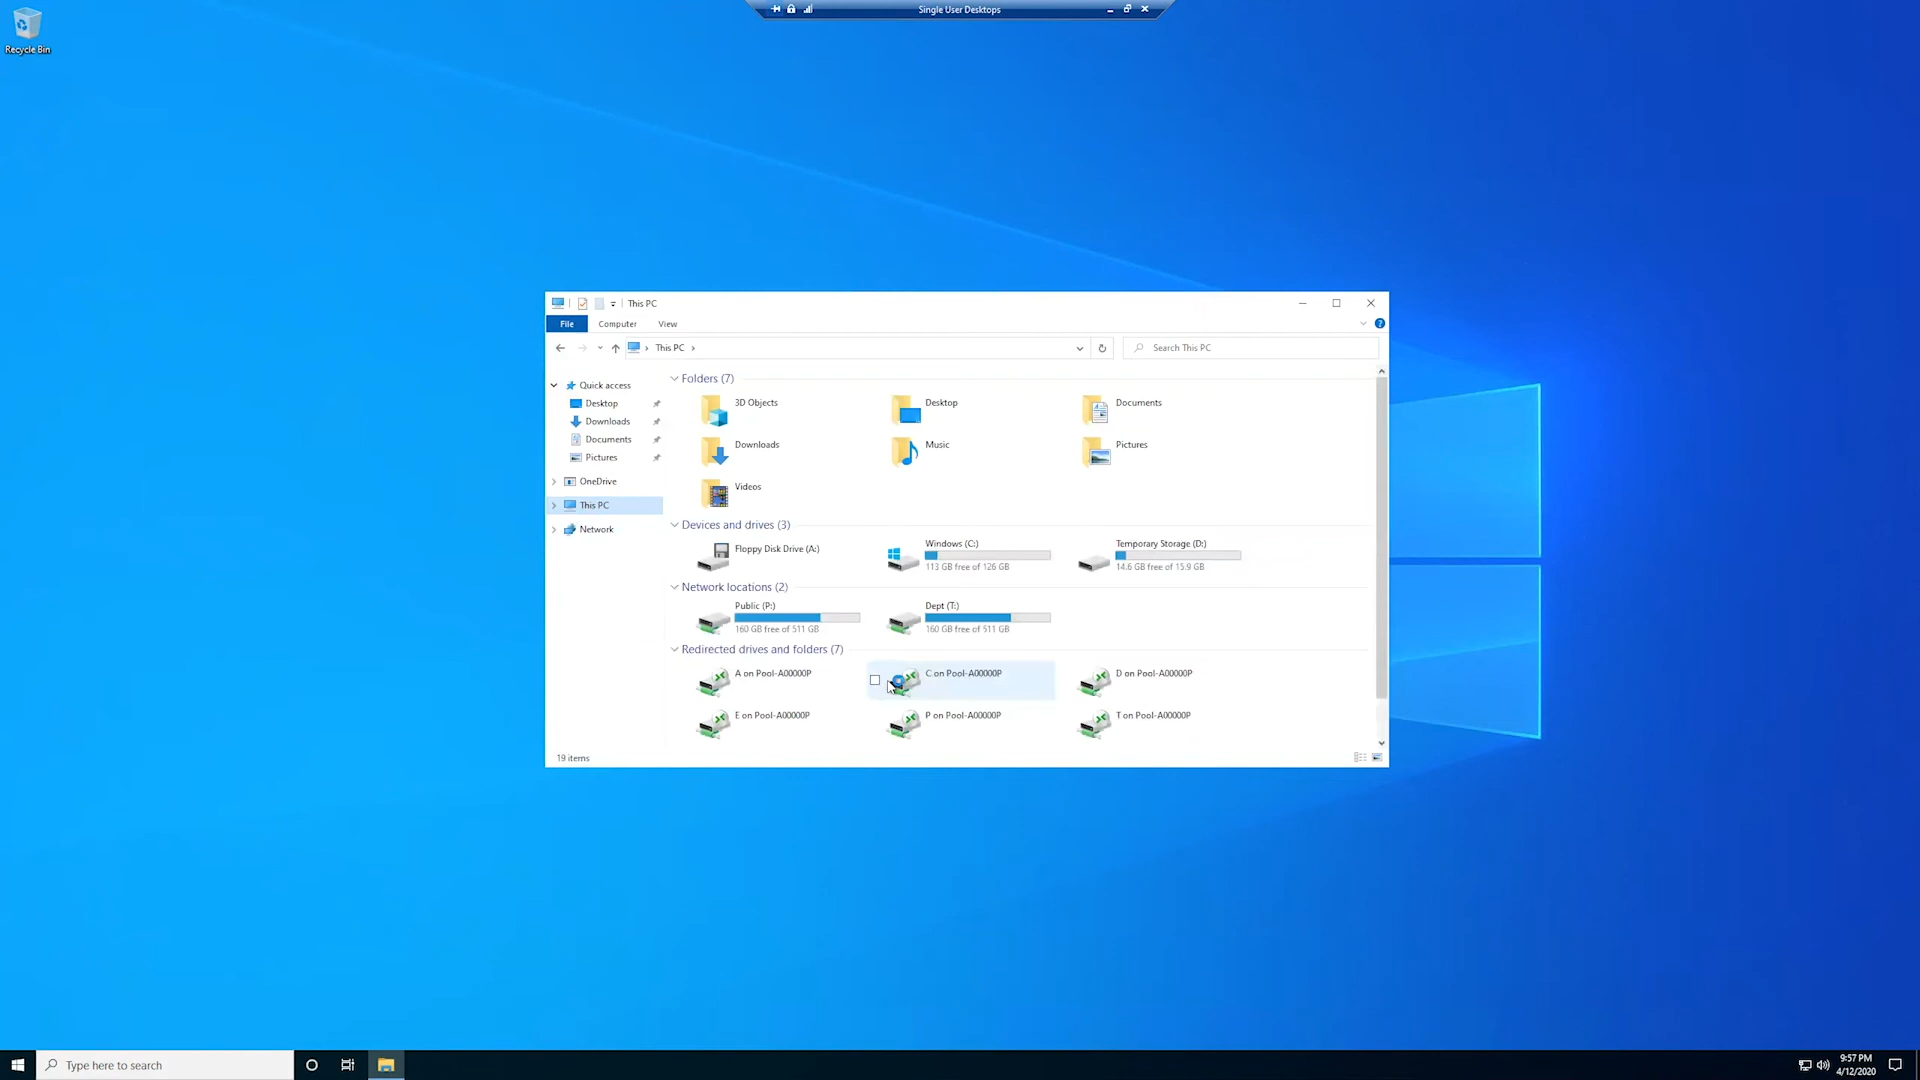 Single User Desktops
Recycle Bin
This PC
File Computer View
This PC
Search This PC
Quick access
Desktop
Downloads
Documents
Pictures
OneDrive
This PC
Network
Folders (7)
3D Objects
Desktop
Documents
Downloads
Music
Pictures
Videos
Devices and drives (3)
Floppy Disk Drive (A:)
Windows (C:)
113 GB free of 126 GB
Temporary Storage (D:)
14.6 GB free of 15.9 GB
Network locations (2)
Public (P:)
160 GB free of 511 GB
Dept (T:)
160 GB free of 511 GB
Redirected drives and folders (7)
A on Pool-A00000P
C on Pool-A00000P
D on Pool-A00000P
E on Pool-A00000P
P on Pool-A00000P
T on Pool-A00000P
19 items
Type here to search
9:57 PM
4/12/2020